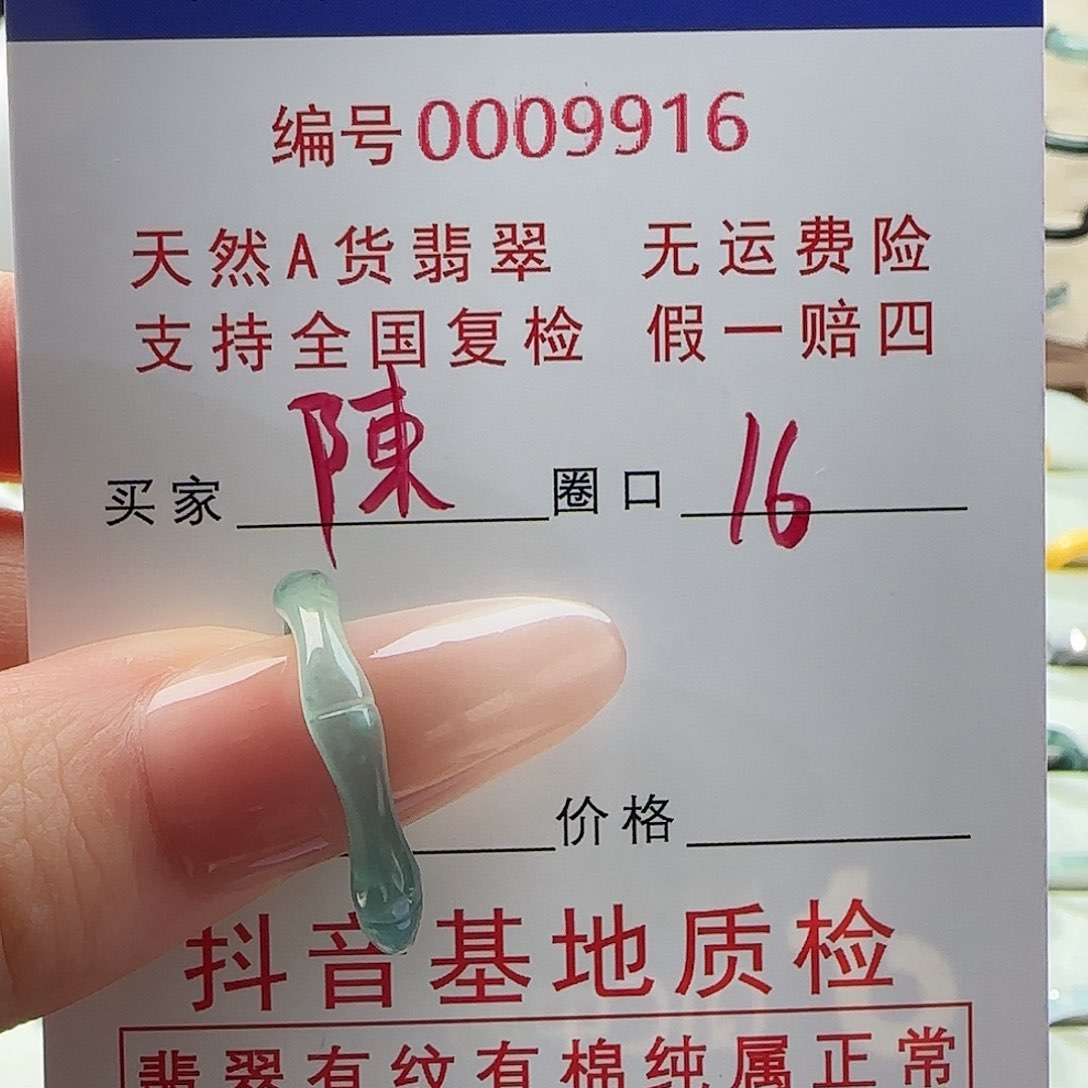 编号0009916
天然A货翡翠 无运费险
支持全国复检 假一赔四
买家 陳 圈口 16
价格
抖音基地质检
翡翠有纹有棉纯属正常